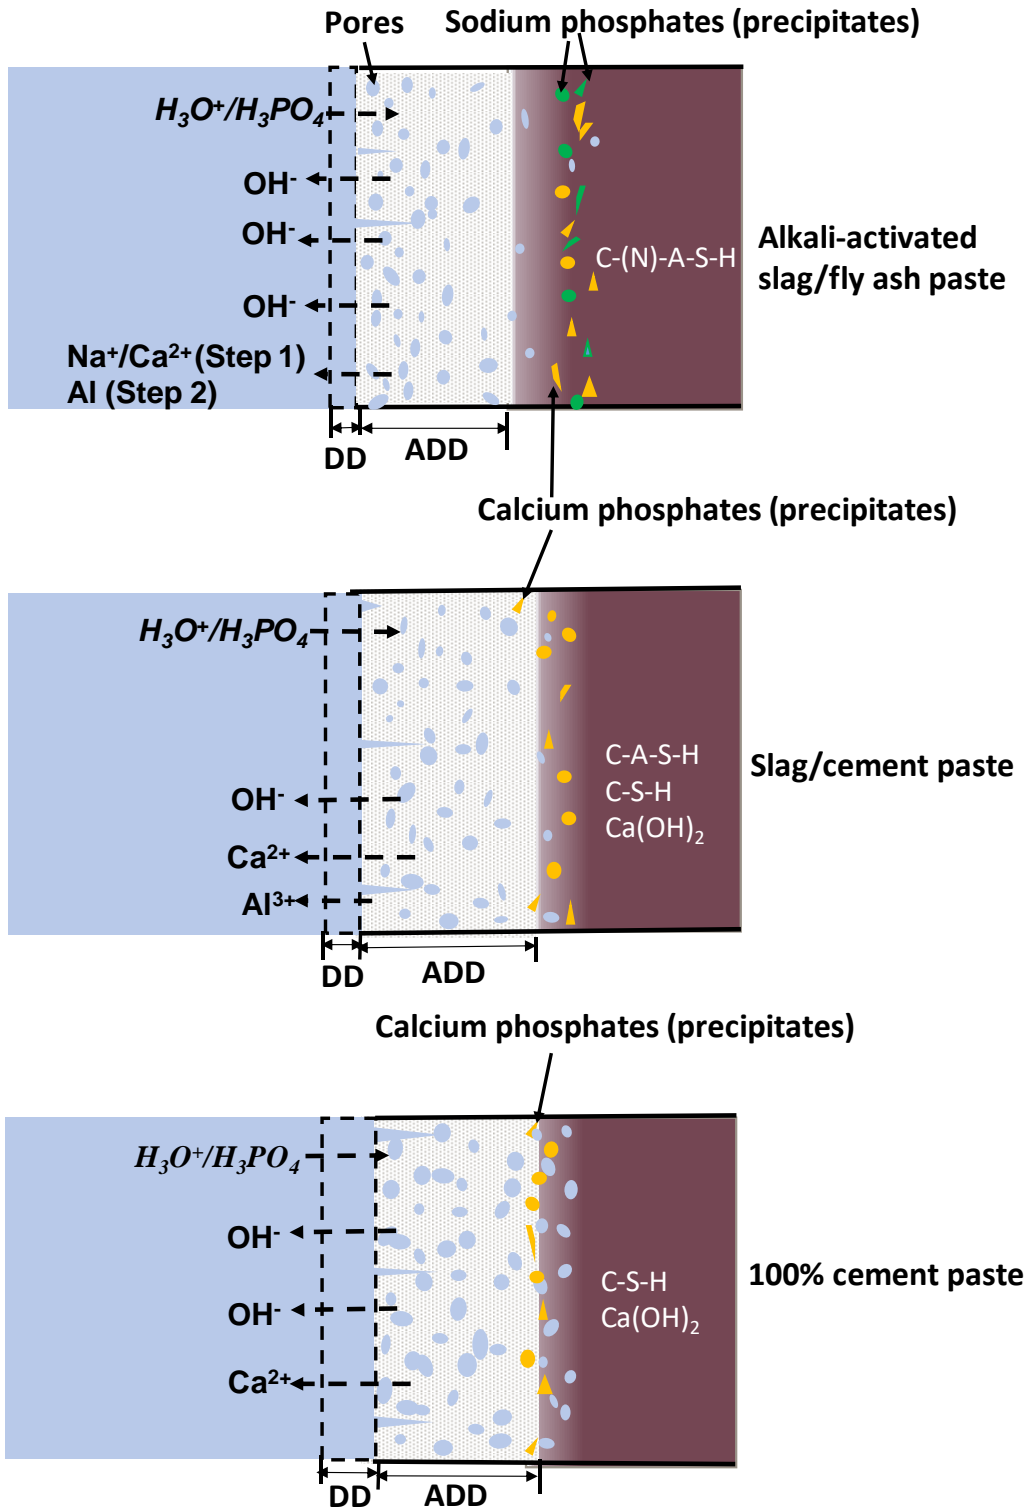 Pores
Sodium phosphates (precipitates)
H₃O⁺/H₃PO₄
OH⁻
OH⁻
OH⁻
Na⁺/Ca²⁺ (Step 1)
Al (Step 2)
C-(N)-A-S-H
Alkali-activated
slag/fly ash paste
DD
ADD
Calcium phosphates (precipitates)
H₃O⁺/H₃PO₄
OH⁻
Ca²⁺
Al³⁺
C-A-S-H
C-S-H
Ca(OH)₂
Slag/cement paste
DD
ADD
Calcium phosphates (precipitates)
H₃O⁺/H₃PO₄
OH⁻
OH⁻
Ca²⁺
C-S-H
Ca(OH)₂
100% cement paste
DD
ADD